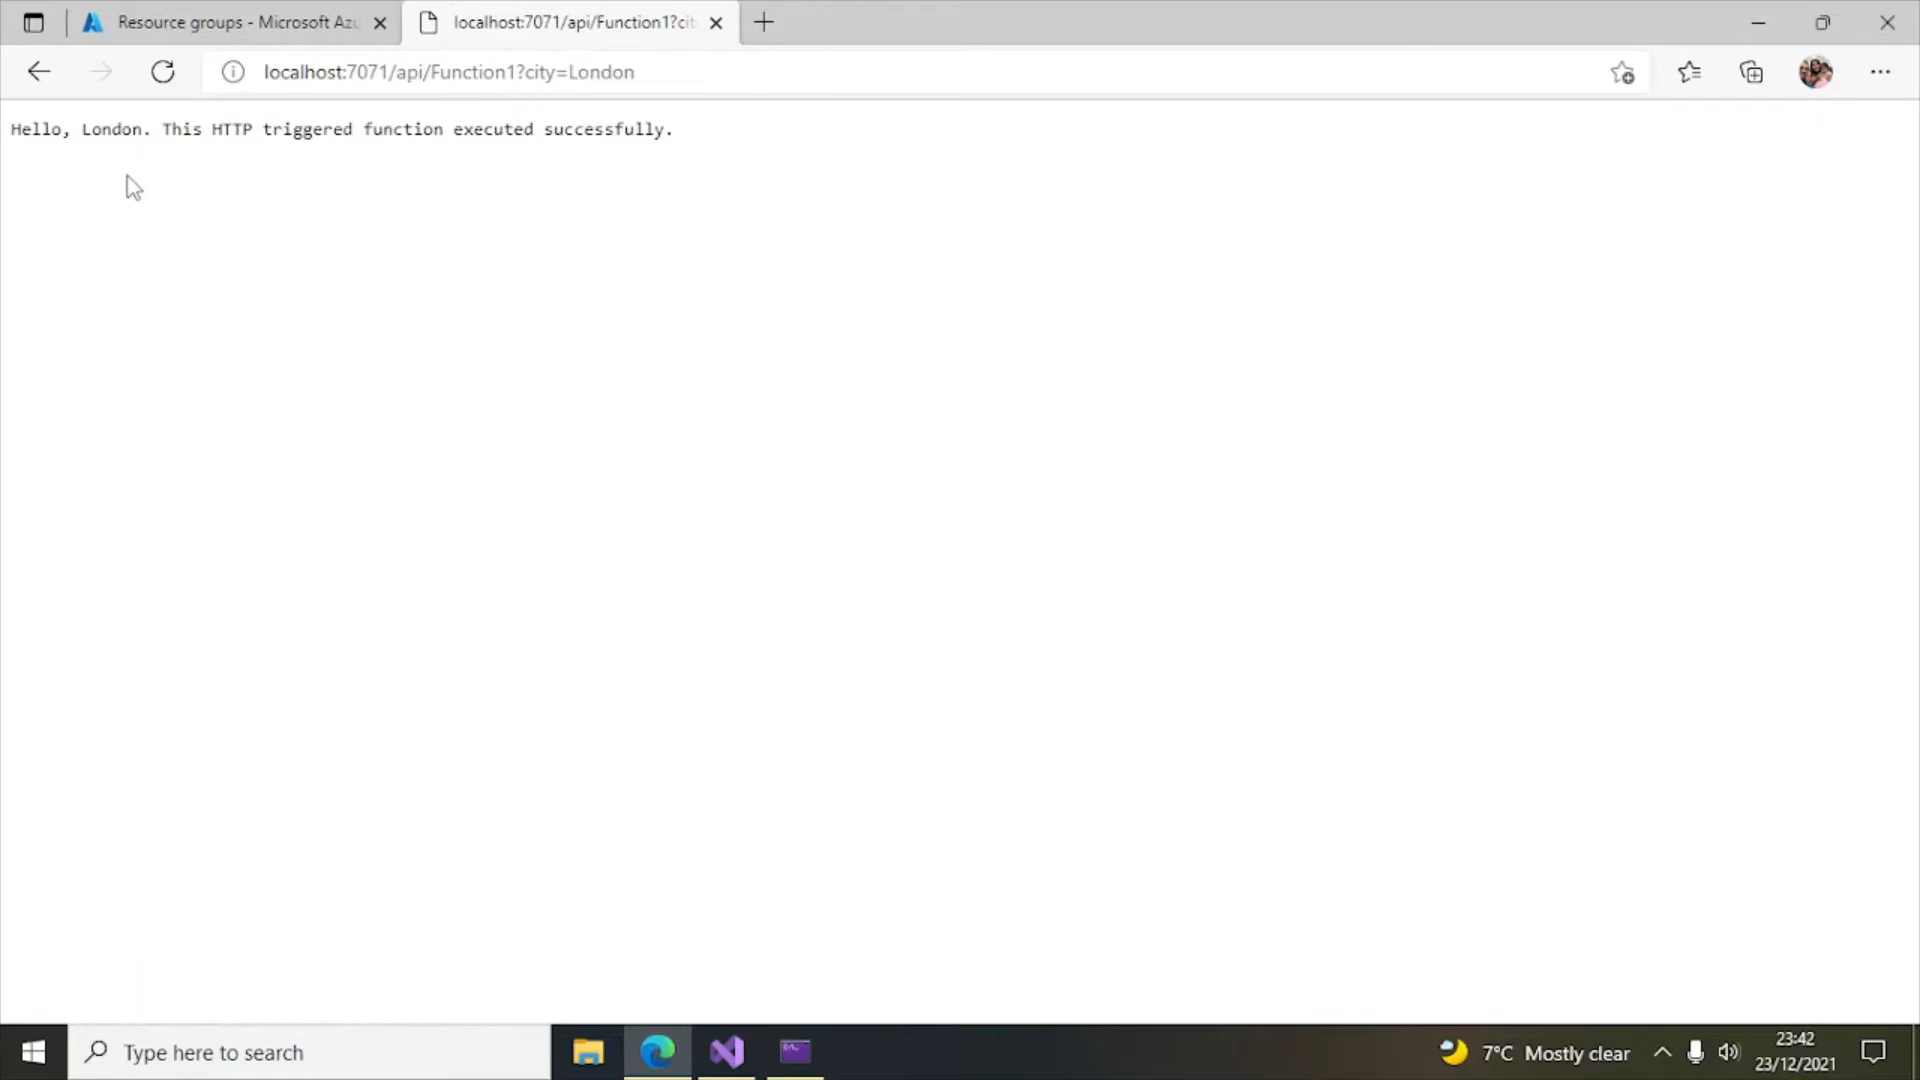 Resource groups - Microsoft Azu
localhost:7071/api/Function1?cit
localhost:7071/api/Function1?city=London
Hello, London. This HTTP triggered function executed successfully.
Type here to search
7°C Mostly clear
23:42
23/12/2021